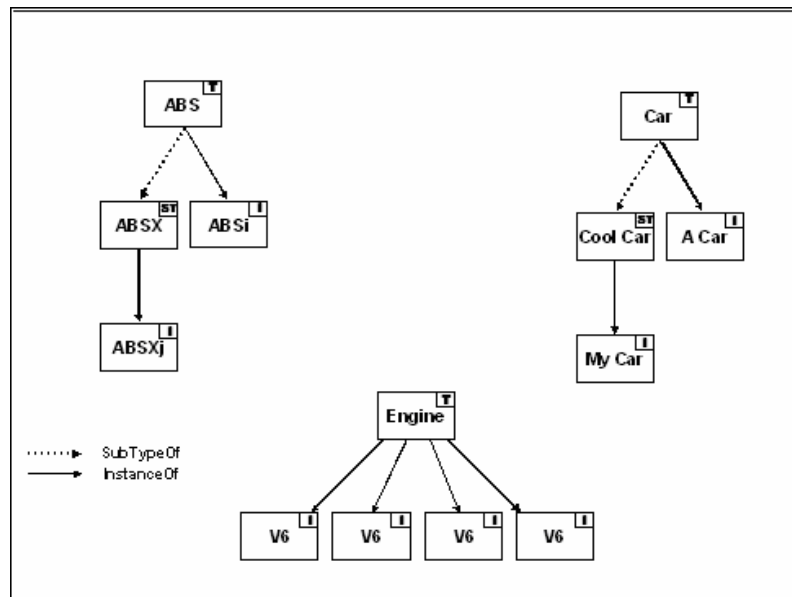 T
ABS
T
Car
ST
ABSX
I
ABSi
ST
Cool Car
I
A Car
I
ABSXj
I
My Car
T
Engine
SubTypeOf
InstanceOf
I
V6
I
V6
I
V6
I
V6